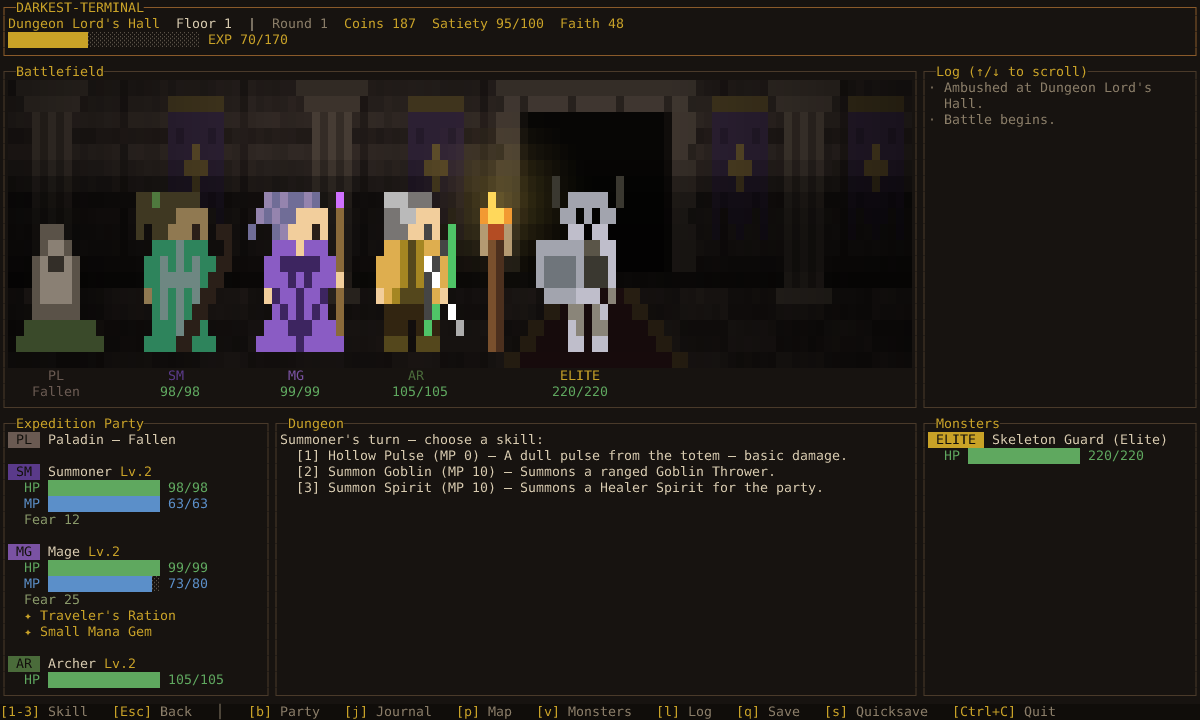 DARKEST-TERMINAL
Dungeon Lord's Hall  Floor 1  |  Round 1  Coins 187  Satiety 95/100  Faith 48
EXP 70/170
Battlefield
PL  SM  MG  AR  ELITE
Fallen  98/98  99/99  105/105  220/220
Log (↑/↓ to scroll)
· Ambushed at Dungeon Lord's
Hall.
· Battle begins.
Expedition Party
PL Paladin — Fallen
SM Summoner Lv.2
HP 98/98
MP 63/63
Fear 12
MG Mage Lv.2
HP 99/99
MP 73/80
Fear 25
✦ Traveler's Ration
✦ Small Mana Gem
AR Archer Lv.2
HP 105/105
Dungeon
Summoner's turn — choose a skill:
[1] Hollow Pulse (MP 0) — A dull pulse from the totem — basic damage.
[2] Summon Goblin (MP 10) — Summons a ranged Goblin Thrower.
[3] Summon Spirit (MP 10) — Summons a Healer Spirit for the party.
Monsters
ELITE Skeleton Guard (Elite)
HP 220/220
[1-3] Skill  [Esc] Back  │  [b] Party  [j] Journal  [p] Map  [v] Monsters  [l] Log  [q] Save  [s] Quicksave  [Ctrl+C] Quit